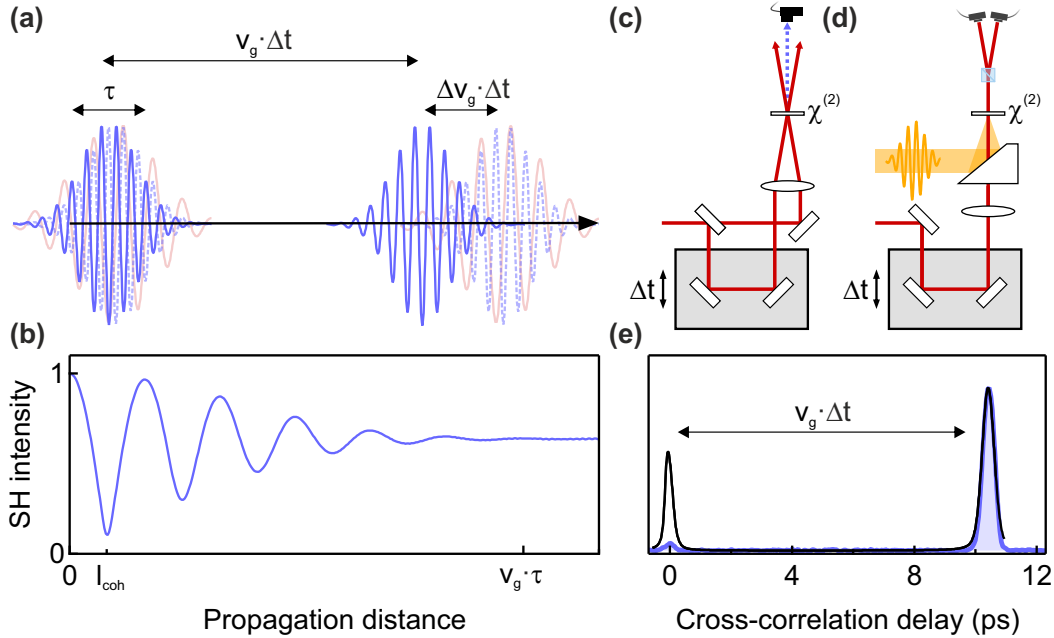 (a)
v_g·Δt
τ
Δv_g·Δt
(b)
SH intensity
1
0
0
l_coh
v_g·τ
Propagation distance
(c)
χ^(2)
Δt
(d)
χ^(2)
Δt
(e)
v_g·Δt
0
4
8
12
Cross-correlation delay (ps)